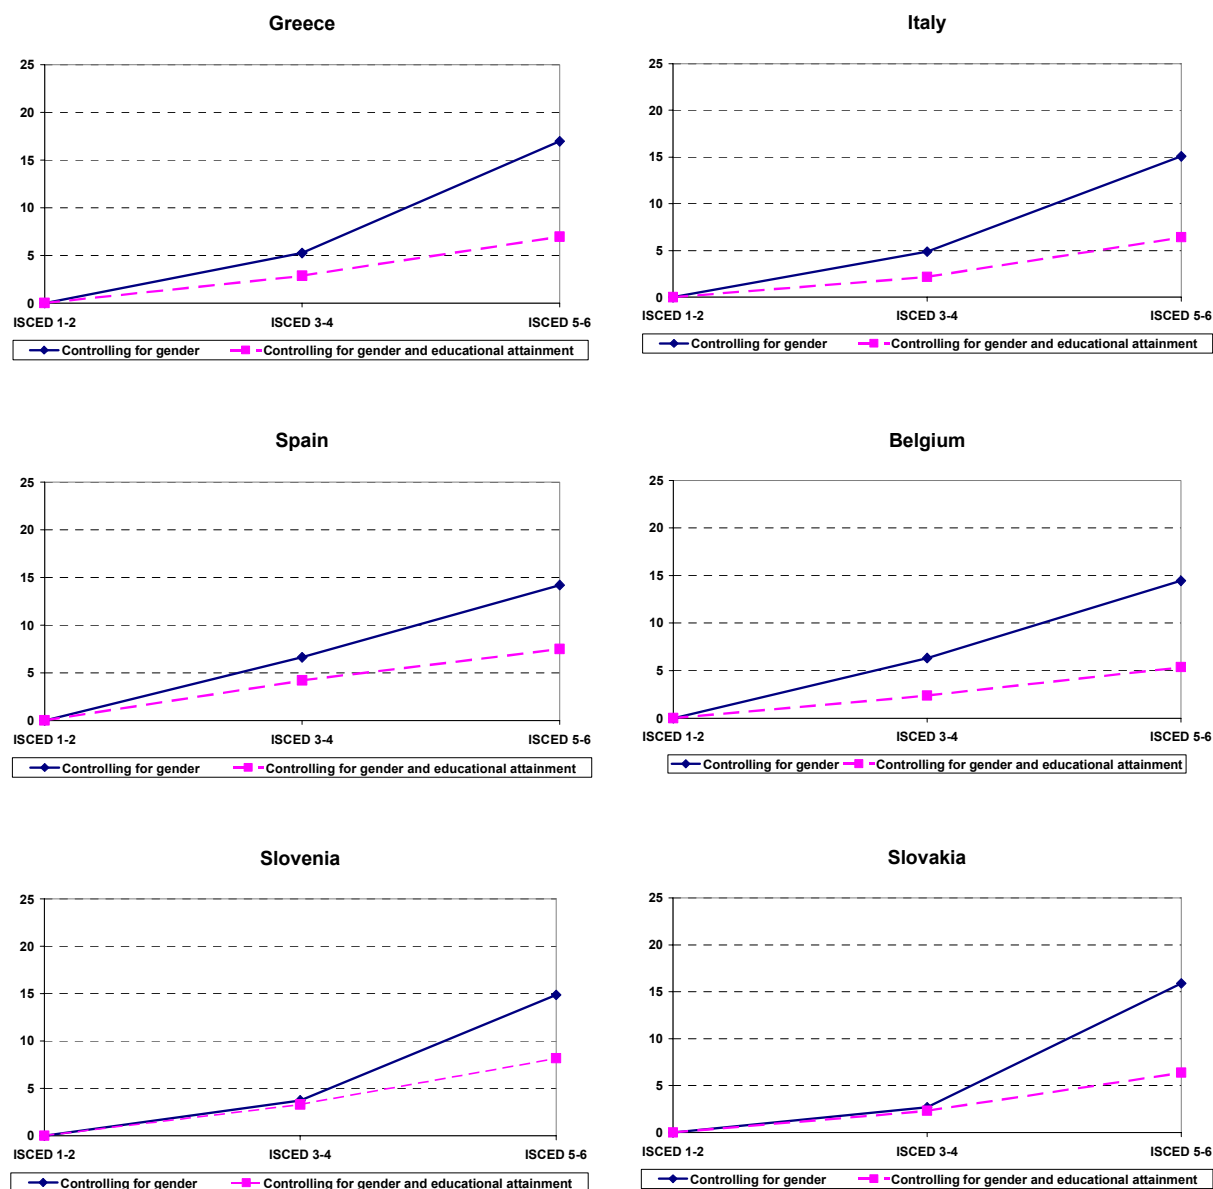 Greece
25
20
15
10
5
0
ISCED 1-2 ISCED 3-4 ISCED 5-6
Controlling for gender Controlling for gender and educational attainment
Italy
25
20
15
10
5
0
ISCED 1-2 ISCED 3-4 ISCED 5-6
Controlling for gender Controlling for gender and educational attainment
Spain
25
20
15
10
5
0
ISCED 1-2 ISCED 3-4 ISCED 5-6
Controlling for gender Controlling for gender and educational attainment
Belgium
25
20
15
10
5
0
ISCED 1-2 ISCED 3-4 ISCED 5-6
Controlling for gender Controlling for gender and educational attainment
Slovenia
25
20
15
10
5
0
ISCED 1-2 ISCED 3-4 ISCED 5-6
Controlling for gender Controlling for gender and educational attainment
Slovakia
25
20
15
10
5
0
ISCED 1-2 ISCED 3-4 ISCED 5-6
Controlling for gender Controlling for gender and educational attainment